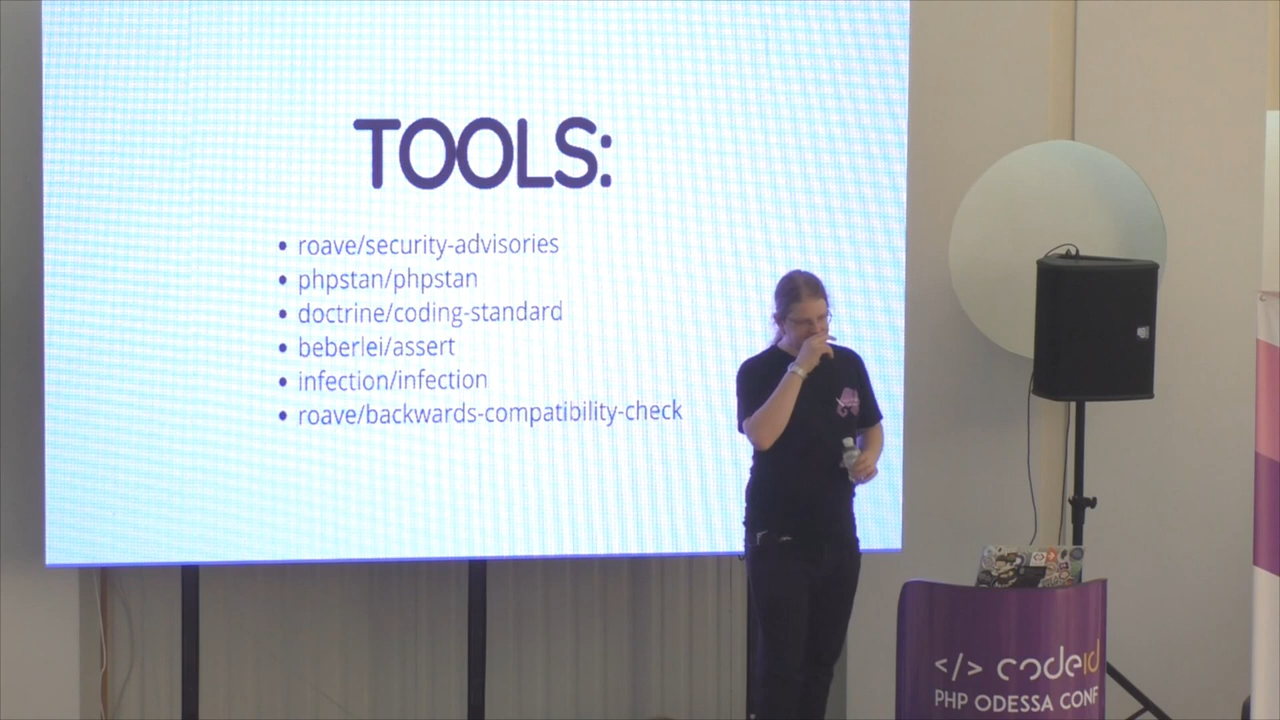 TOOLS:
• roave/security-advisories
• phpstan/phpstan
• doctrine/coding-standard
• beberlei/assert
• infection/infection
• roave/backwards-compatibility-check
</> codeid
PHP ODESSA CONF